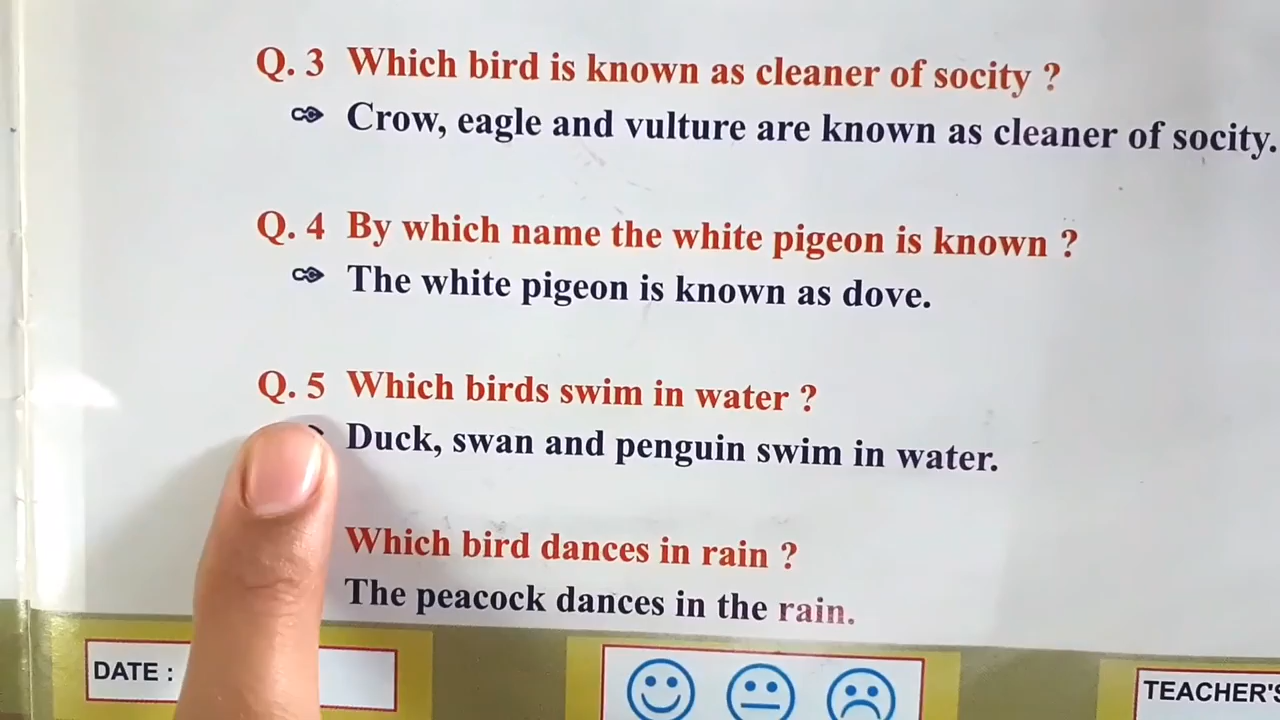 Q. 3 Which bird is known as cleaner of socity ?
Crow, eagle and vulture are known as cleaner of socity.
Q. 4 By which name the white pigeon is known ?
The white pigeon is known as dove.
Q. 5 Which birds swim in water ?
Duck, swan and penguin swim in water.
Which bird dances in rain ?
The peacock dances in the rain.
DATE :
TEACHER'S